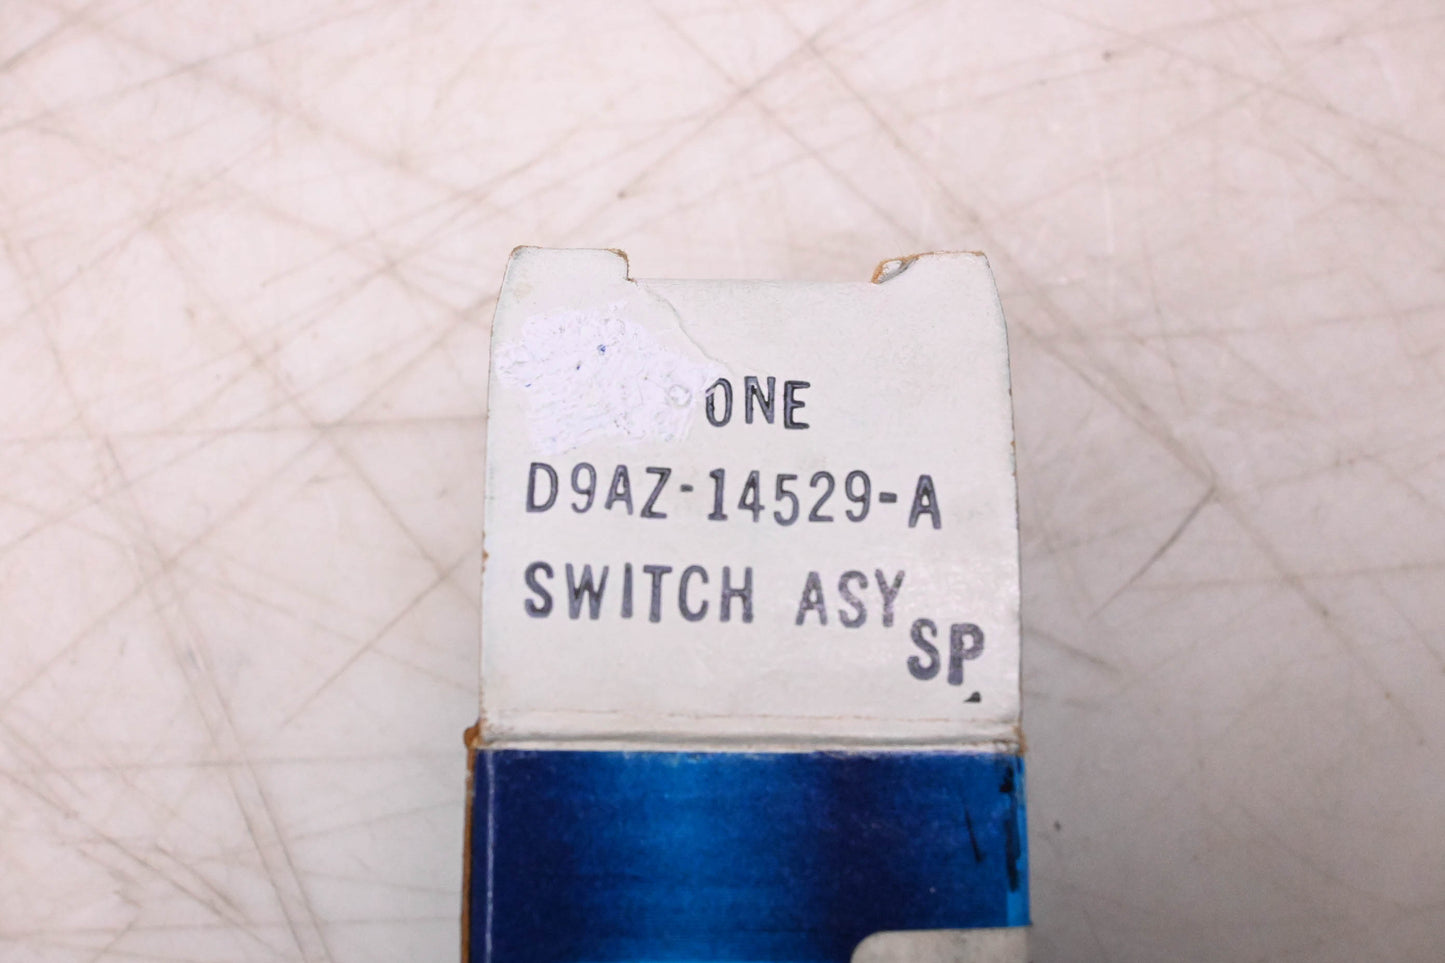 ONE
D9AZ-14529-A
SWITCH ASY
SP